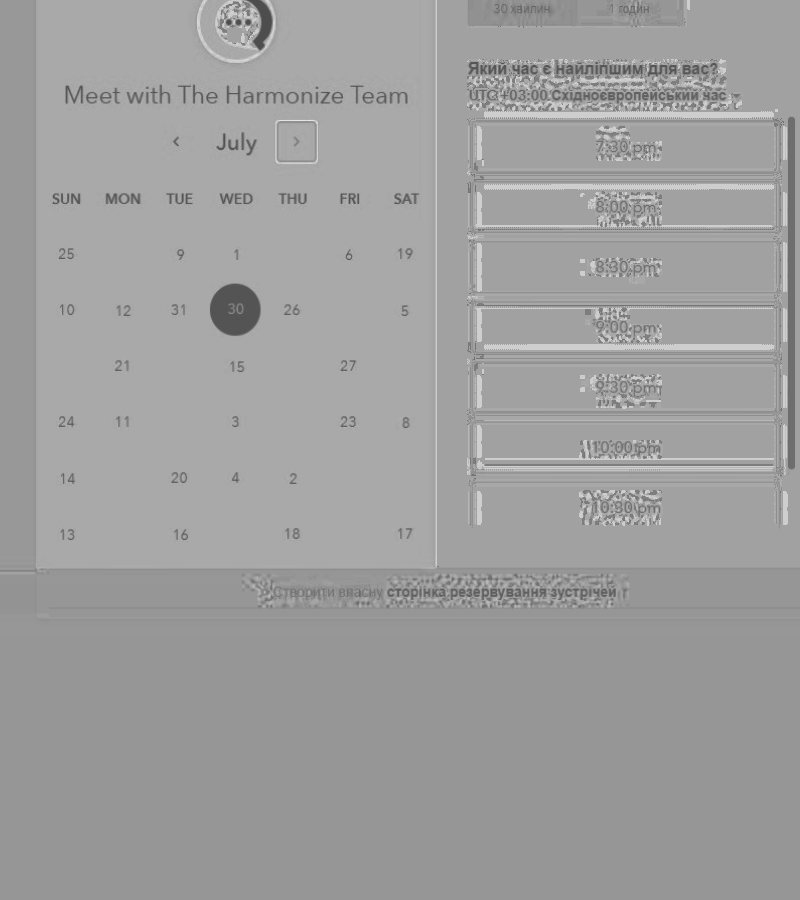 Meet with The Harmonize Team
July
SUN MON TUE WED THU FRI SAT
25 9 1 6 19
10 12 31 30 26 5
21 15 27
24 11 3 23 8
14 20 4 2
13 16 18 17
30 хвилин 1 годин
Який час є найліпшим для вас?
UTC +03:00 Східноєвропейський час
7:30 pm
8:00 pm
8:30 pm
9:00 pm
9:30 pm
10:00 pm
10:30 pm
Створити власну сторінка резервування зустрічей